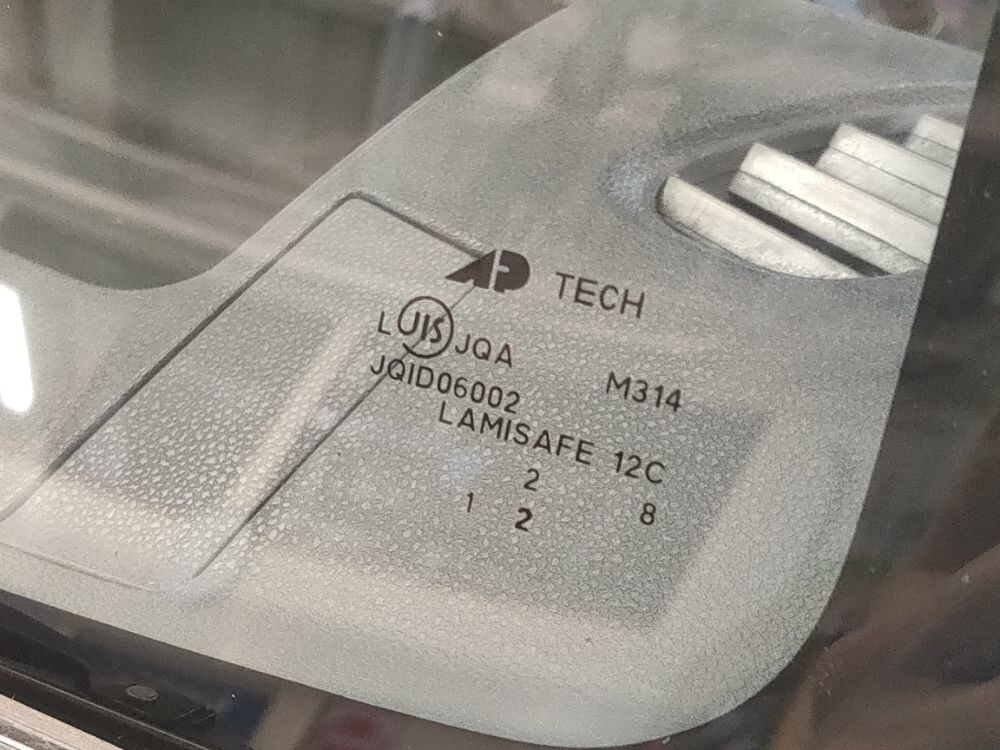 AP TECH
L JIS JQA
JQID06002 M314
LAMISAFE 12C
2
1 2 8